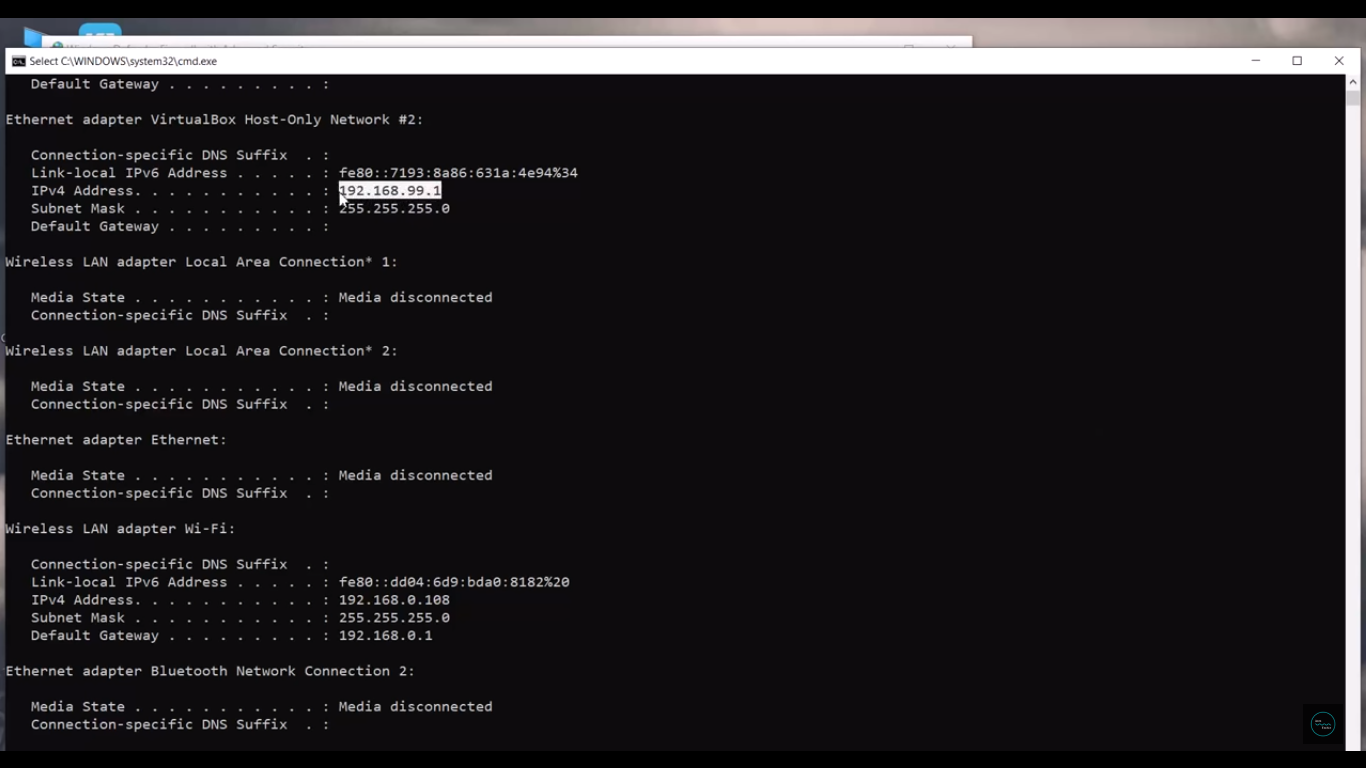 Select C:\WINDOWS\system32\cmd.exe
Default Gateway . . . . . . . . . :
Ethernet adapter VirtualBox Host-Only Network #2:
Connection-specific DNS Suffix  . :
Link-local IPv6 Address . . . . . : fe80::7193:8a86:631a:4e94%34
IPv4 Address. . . . . . . . . . . : 192.168.99.1
Subnet Mask . . . . . . . . . . . : 255.255.255.0
Default Gateway . . . . . . . . . :
Wireless LAN adapter Local Area Connection* 1:
Media State . . . . . . . . . . . : Media disconnected
Connection-specific DNS Suffix  . :
Wireless LAN adapter Local Area Connection* 2:
Media State . . . . . . . . . . . : Media disconnected
Connection-specific DNS Suffix  . :
Ethernet adapter Ethernet:
Media State . . . . . . . . . . . : Media disconnected
Connection-specific DNS Suffix  . :
Wireless LAN adapter Wi-Fi:
Connection-specific DNS Suffix  . :
Link-local IPv6 Address . . . . . : fe80::dd04:6d9:bda0:8182%20
IPv4 Address. . . . . . . . . . . : 192.168.0.108
Subnet Mask . . . . . . . . . . . : 255.255.255.0
Default Gateway . . . . . . . . . : 192.168.0.1
Ethernet adapter Bluetooth Network Connection 2:
Media State . . . . . . . . . . . : Media disconnected
Connection-specific DNS Suffix  . :